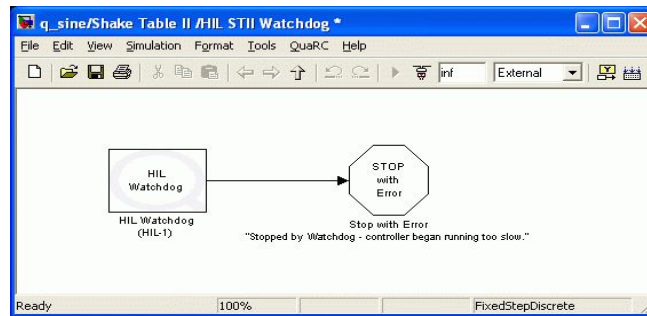 q_sine/Shake Table II /HIL STII Watchdog *
File Edit View Simulation Format Tools QuaRC Help
inf External
HIL
Watchdog
HIL Watchdog
(HIL-1)
STOP
with
Error
Stop with Error
"Stopped by Watchdog - controller began running too slow."
Ready 100% FixedStepDiscrete